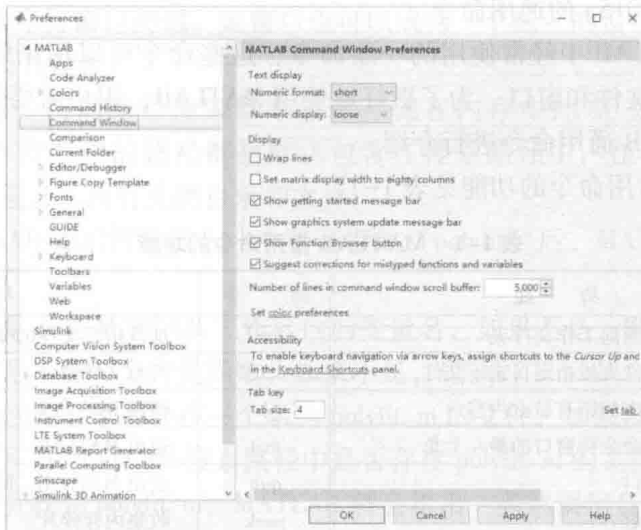 Preferences
MATLAB
Apps
Code Analyzer
Colors
Command History
Command Window
Comparison
Current Folder
Editor/Debugger
Figure Copy Template
Fonts
General
GUIDE
Help
Keyboard
Toolbars
Variables
Web
Workspace
Simulink
Computer Vision System Toolbox
DSP System Toolbox
Database Toolbox
Image Acquisition Toolbox
Image Processing Toolbox
Instrument Control Toolbox
LTE System Toolbox
MATLAB Report Generator
Parallel Computing Toolbox
Simscape
Simulink 3D Animation
MATLAB Command Window Preferences
Text display
Numeric format: short
Numeric display: loose
Display
Wrap lines
Set matrix display width to eighty columns
Show getting started message bar
Show graphics system update message bar
Show Function Browser button
Suggest corrections for mistyped functions and variables
Number of lines in command window scroll buffer: 5,000
Set color preferences
Accessibility
To enable keyboard navigation via arrow keys, assign shortcuts to the Cursor Up and
in the Keyboard Shortcuts panel.
Tab key
Tab size: 4 Set tab
OK Cancel Apply Help